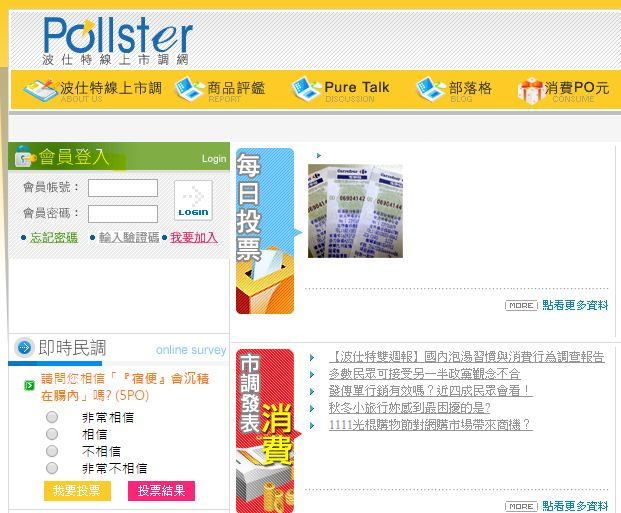 Pollster
波仕特線上市調網
波仕特線上市調
ABOUT US
商品評鑑
REPORT
Pure Talk
DISCUSSION
部落格
BLOG
消費PO元
CONSUME
會員登入
Login
會員帳號：
會員密碼：
LOGIN
忘記密碼
輸入驗證碼
我要加入
每日投票
Carrefour
06904142
06904144
MORE 點看更多資料
即時民調
online survey
請問您相信「『宿便』會沉積
在腸內」嗎? (5PO)
非常相信
相信
不相信
非常不相信
我要投票
投票結果
市調發表
消費
【波仕特雙週報】國內泡湯習慣與消費行為調查報告
多數民眾可接受另一半政黨觀念不合
發傳單行銷有效嗎？近四成民眾會看！
秋冬小旅行妳感到最困擾的是?
1111光棍購物節對網購市場帶來商機？
MORE 點看更多資料